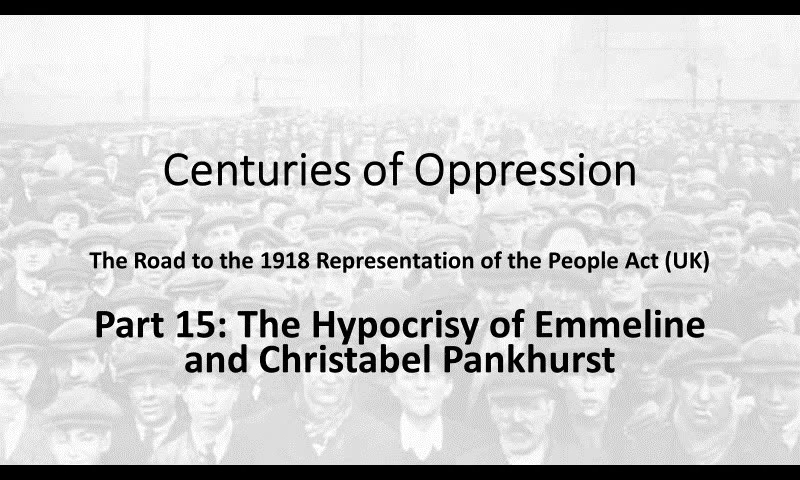 Centuries of Oppression
The Road to the 1918 Representation of the People Act (UK)
Part 15: The Hypocrisy of Emmeline
and Christabel Pankhurst